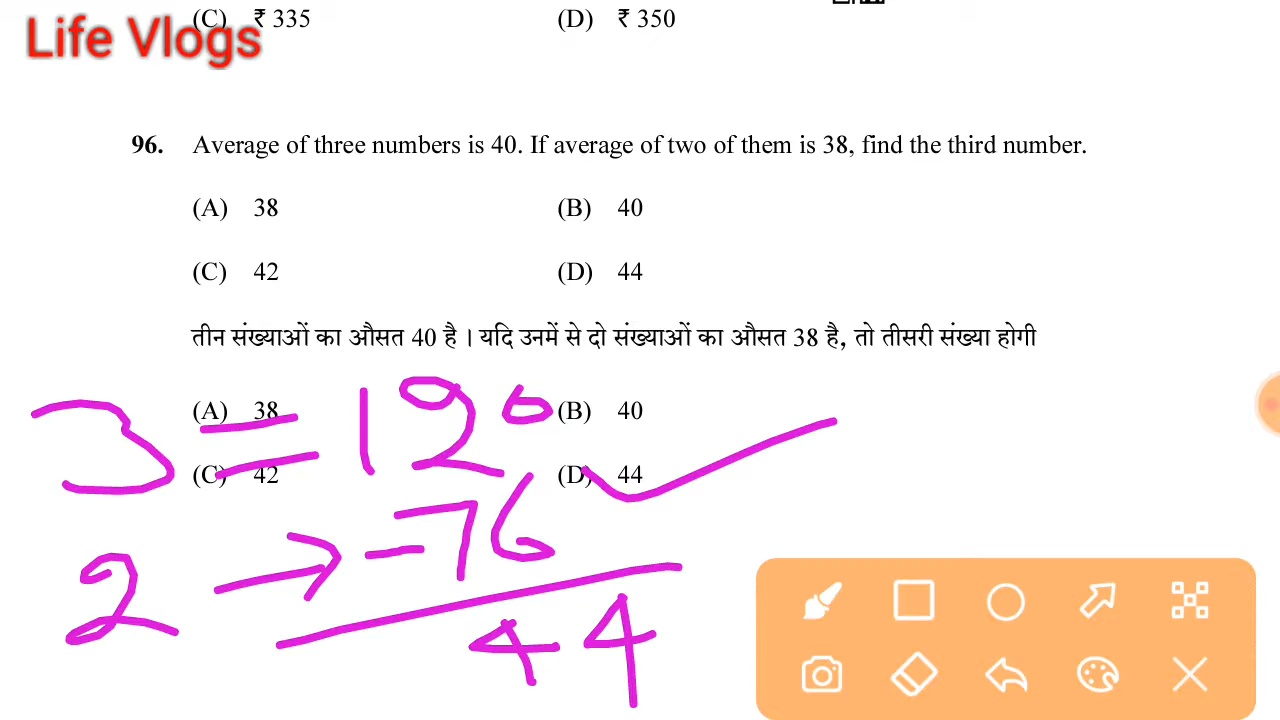 (C) ₹ 335 (D) ₹ 350
Life Vlogs
96. Average of three numbers is 40. If average of two of them is 38, find the third number.
(A) 38 (B) 40
(C) 42 (D) 44
तीन संख्याओं का औसत 40 है । यदि उनमें से दो संख्याओं का औसत 38 है, तो तीसरी संख्या होगी
(A) 38 (B) 40
3 = 120
(C) 42 (D) 44
2 → -76
44